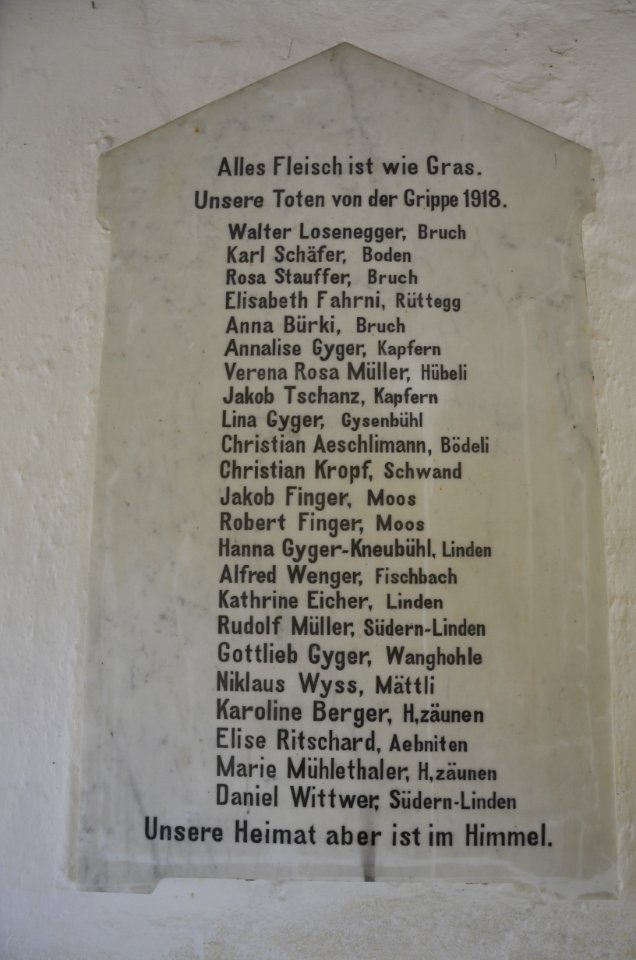 Alles Fleisch ist wie Gras.
Unsere Toten von der Grippe 1918.
Walter Losenegger, Bruch
Karl Schäfer, Boden
Rosa Stauffer, Bruch
Elisabeth Fahrni, Rüttegg
Anna Bürki, Bruch
Annalise Gyger, Kapfern
Verena Rosa Müller, Hübeli
Jakob Tschanz, Kapfern
Lina Gyger, Gysenbühl
Christian Aeschlimann, Bödeli
Christian Kropf, Schwand
Jakob Finger, Moos
Robert Finger, Moos
Hanna Gyger-Kneubühl, Linden
Alfred Wenger, Fischbach
Kathrine Eicher, Linden
Rudolf Müller, Südern-Linden
Gottlieb Gyger, Wanghohle
Niklaus Wyss, Mättli
Karoline Berger, H,zäunen
Elise Ritschard, Aebniten
Marie Mühlethaler, H,zäunen
Daniel Wittwer, Südern-Linden
Unsere Heimat aber ist im Himmel.